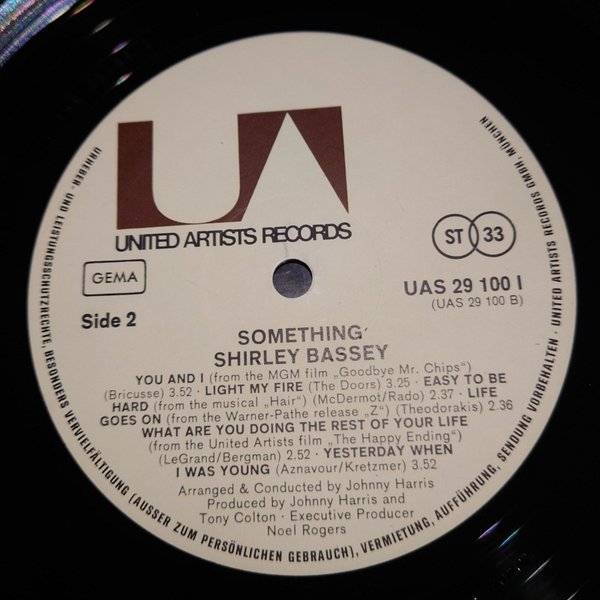 UA
UNITED ARTISTS RECORDS
GEMA
ST 33
UAS 29 100 I
(UAS 29 100 B)
Side 2
SOMETHING
SHIRLEY BASSEY
YOU AND I (from the MGM film „Goodbye Mr. Chips")
(Bricusse) 3.52 · LIGHT MY FIRE (The Doors) 3.25 · EASY TO BE
HARD (from the musical „Hair") (McDermot/Rado) 2.37 · LIFE
GOES ON (from the Warner-Pathe release „Z") (Theodorakis) 2.36
WHAT ARE YOU DOING THE REST OF YOUR LIFE
(from the United Artists film „The Happy Ending")
(LeGrand/Bergman) 2.52 · YESTERDAY WHEN
I WAS YOUNG (Aznavour/Kretzmer) 3.52
Arranged & Conducted by Johnny Harris
Produced by Johnny Harris and
Tony Colton · Executive Producer
Noel Rogers
URHEBER- UND LEISTUNGSSCHUTZRECHTE, BESONDERS VERVIELFÄLTIGUNG (AUSSER ZUM PERSÖNLICHEN GEBRAUCH), VERMIETUNG, AUFFÜHRUNG, SENDUNG VORBEHALTEN · UNITED ARTISTS RECORDS GMBH, MÜNCHEN